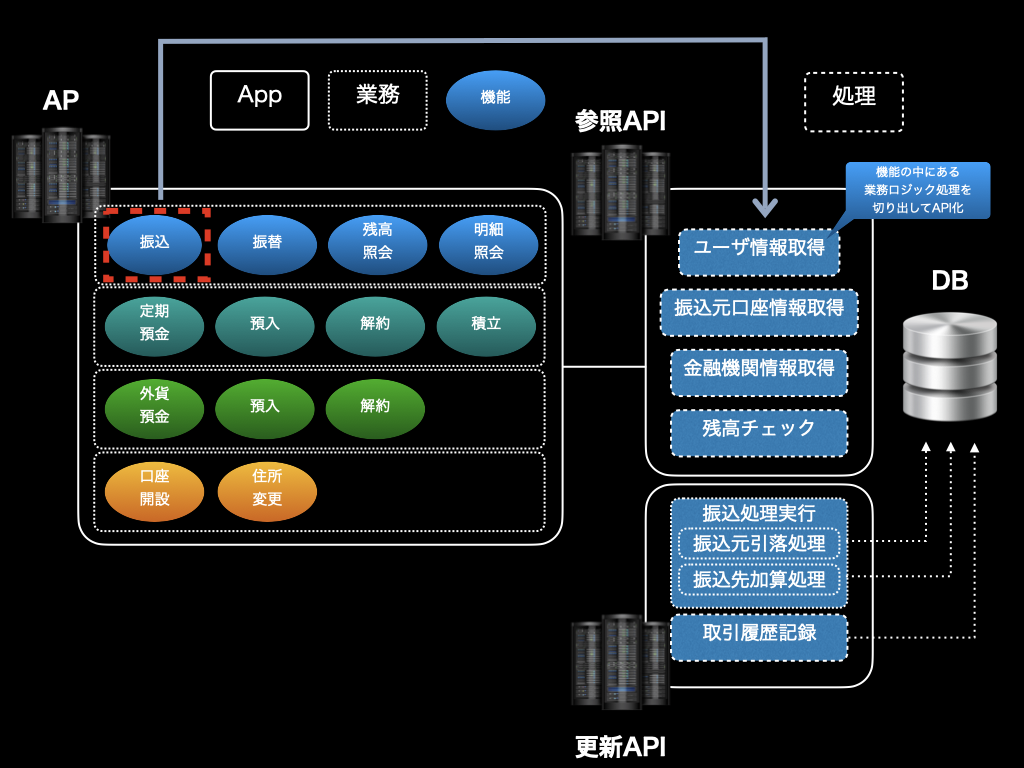 AP
App
業務
機能
参照API
処理
機能の中にある
業務ロジック処理を
切り出してAPI化
振込
振替
残高
照会
明細
照会
定期
預金
預入
解約
積立
外貨
預金
預入
解約
口座
開設
住所
変更
ユーザ情報取得
振込元口座情報取得
金融機関情報取得
残高チェック
DB
振込処理実行
振込元引落処理
振込先加算処理
取引履歴記録
更新API